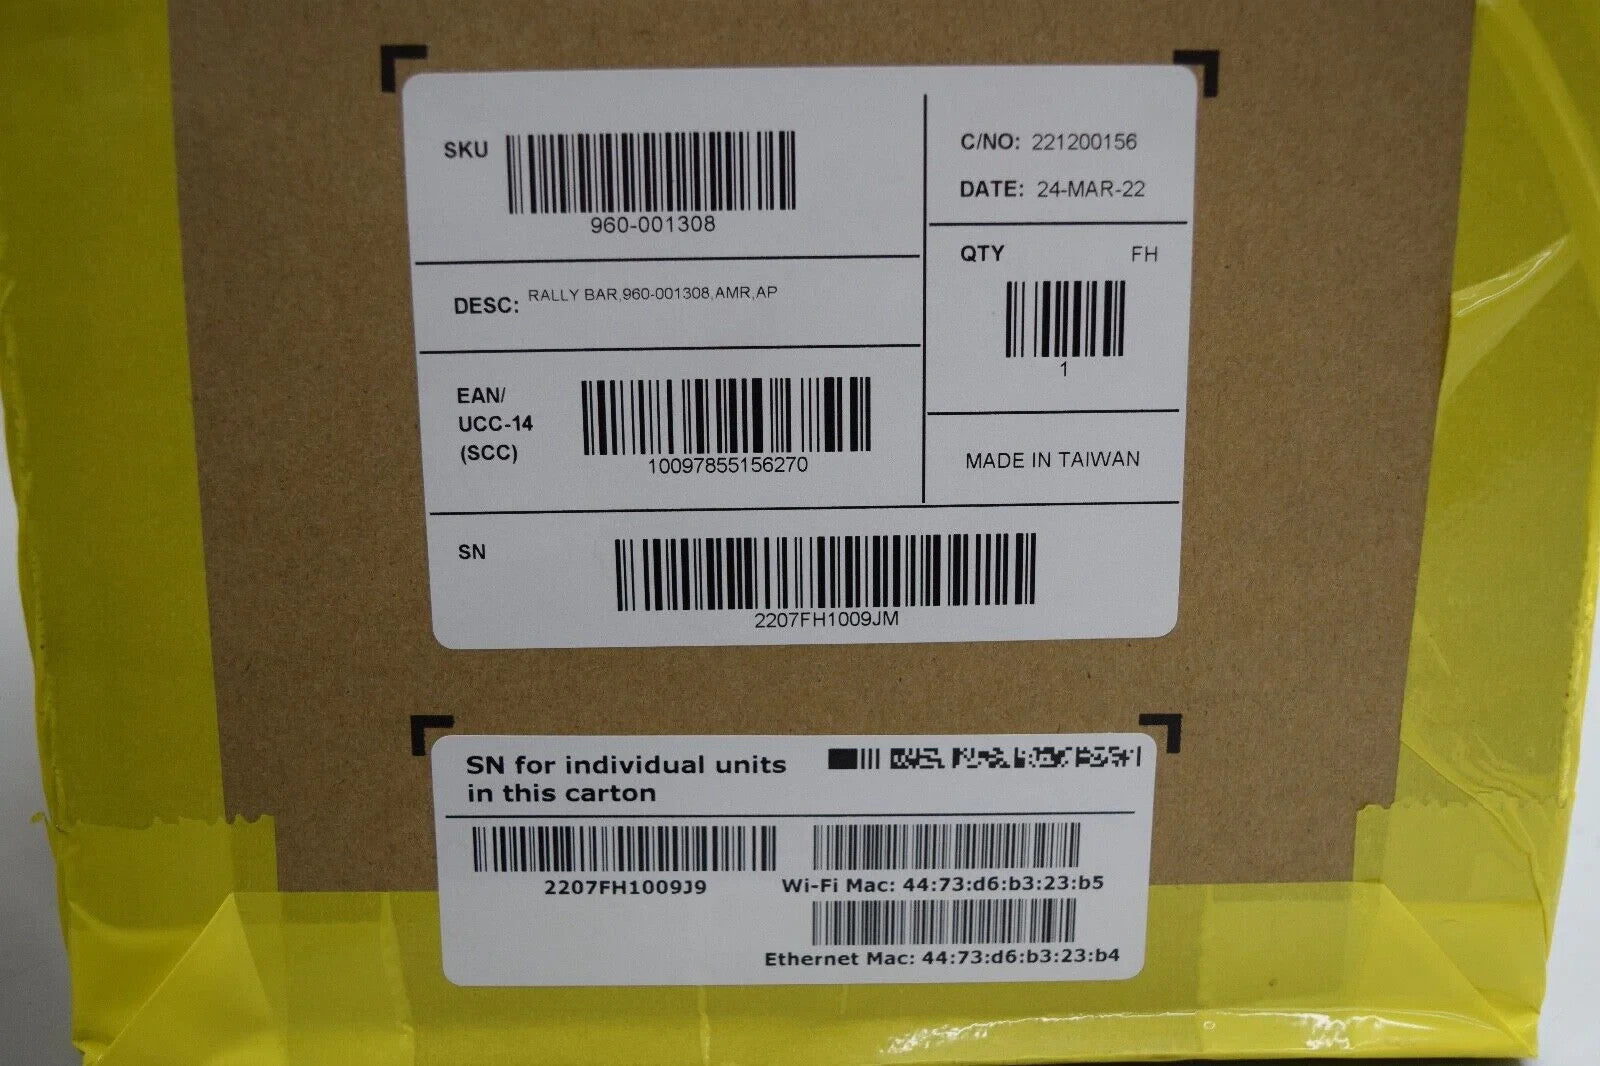 SKU
960-001308
C/NO: 221200156
DATE: 24-MAR-22
DESC: RALLY BAR,960-001308,AMR,AP
QTY FH
1
EAN/
UCC-14
(SCC)
10097855156270
MADE IN TAIWAN
SN
2207FH1009JM
SN for individual units
in this carton
2207FH1009J9
Wi-Fi Mac: 44:73:d6:b3:23:b5
Ethernet Mac: 44:73:d6:b3:23:b4